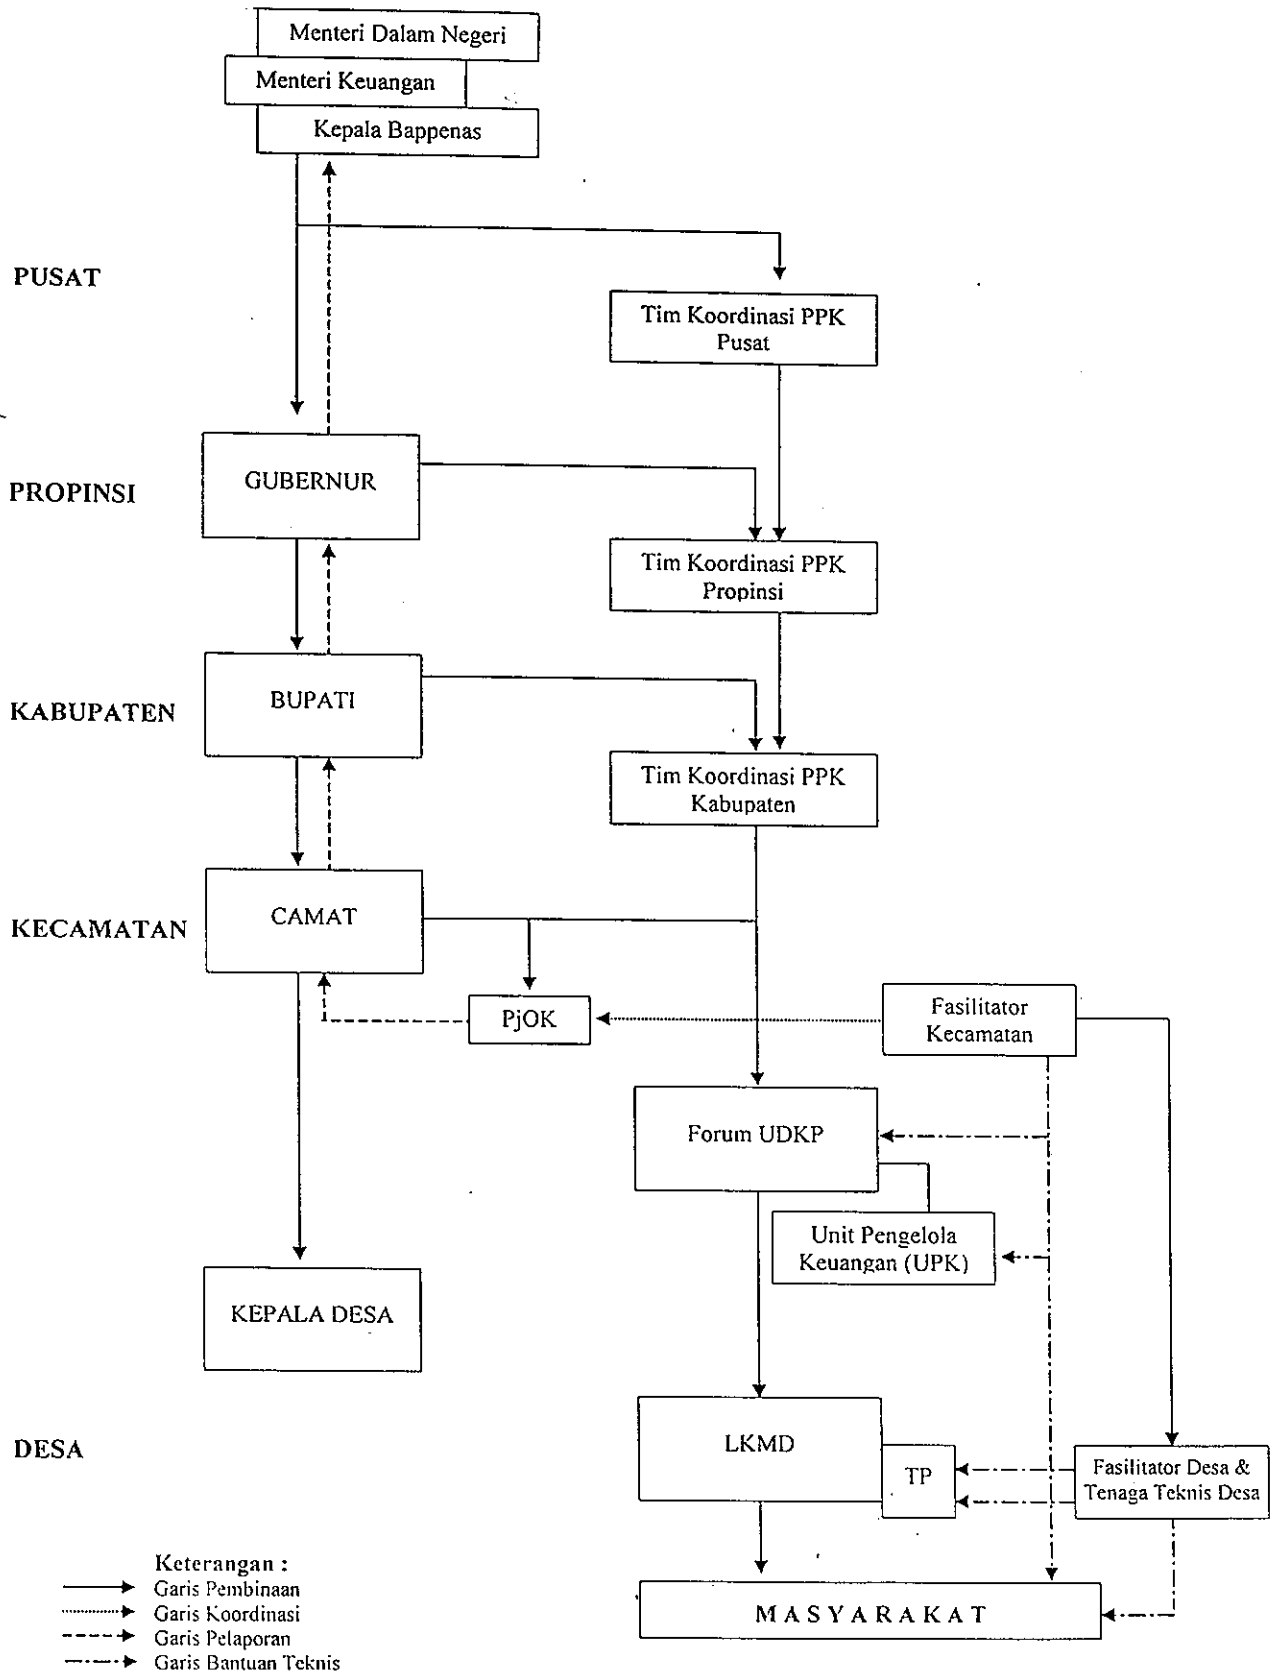 Menteri Dalam Negeri
Menteri Keuangan
Kepala Bappenas
PUSAT
Tim Koordinasi PPK
Pusat
PROPINSI
GUBERNUR
Tim Koordinasi PPK
Propinsi
KABUPATEN
BUPATI
Tim Koordinasi PPK
Kabupaten
KECAMATAN
CAMAT
PjOK
Fasilitator
Kecamatan
Forum UDKP
Unit Pengelola
Keuangan (UPK)
KEPALA DESA
DESA
LKMD
TP
Fasilitator Desa &
Tenaga Teknis Desa
MASYARAKAT
Keterangan :
Garis Pembinaan
Garis Koordinasi
Garis Pelaporan
Garis Bantuan Teknis